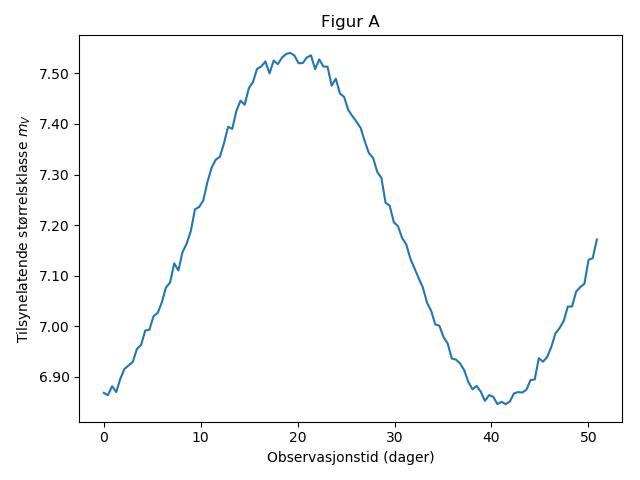 Figur A
Tilsynelatende størrelsklasse $m_V$
7.50
7.40
7.30
7.20
7.10
7.00
6.90
0 10 20 30 40 50
Observasjonstid (dager)